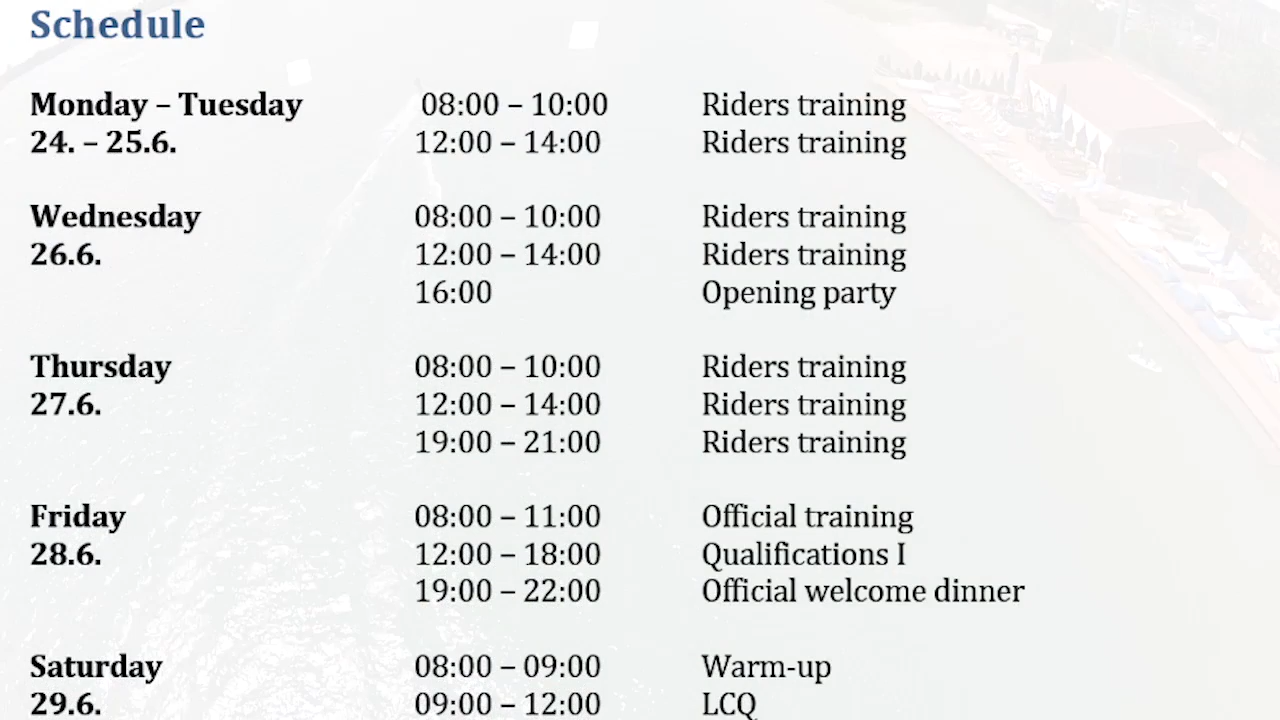 Schedule
Monday – Tuesday 08:00 – 10:00 Riders training
24. – 25.6. 12:00 – 14:00 Riders training
Wednesday 08:00 – 10:00 Riders training
26.6. 12:00 – 14:00 Riders training
16:00 Opening party
Thursday 08:00 – 10:00 Riders training
27.6. 12:00 – 14:00 Riders training
19:00 – 21:00 Riders training
Friday 08:00 – 11:00 Official training
28.6. 12:00 – 18:00 Qualifications I
19:00 – 22:00 Official welcome dinner
Saturday 08:00 – 09:00 Warm-up
29.6. 09:00 – 12:00 LCQ